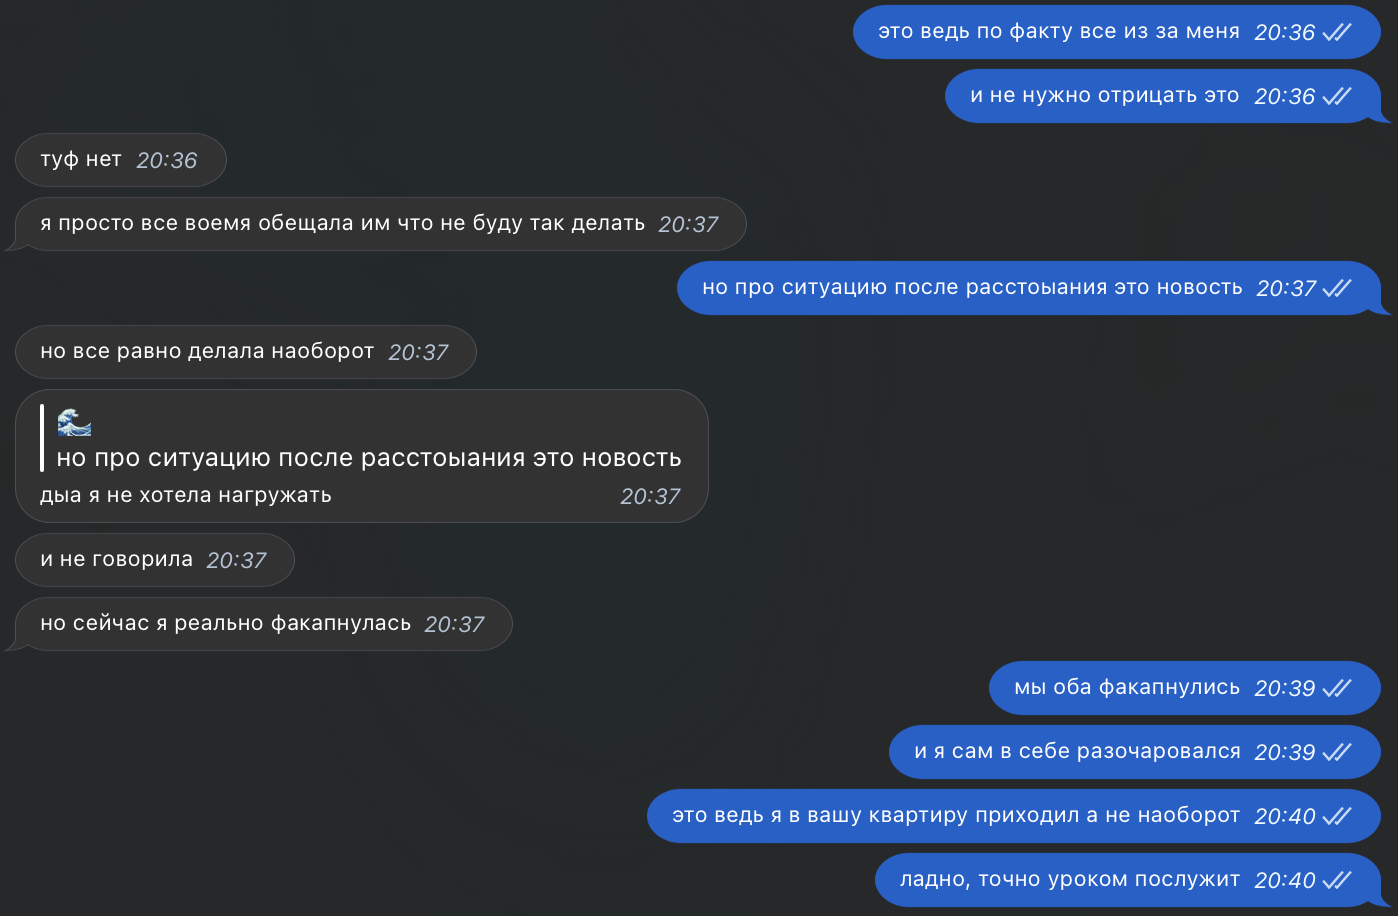 это ведь по факту все из за меня 20:36
и не нужно отрицать это 20:36
туф нет 20:36
я просто все воемя обещала им что не буду так делать 20:37
но про ситуацию после расстоыания это новость 20:37
но все равно делала наоборот 20:37
🌊
но про ситуацию после расстоыания это новость
дыа я не хотела нагружать 20:37
и не говорила 20:37
но сейчас я реально факапнулась 20:37
мы оба факапнулись 20:39
и я сам в себе разочаровался 20:39
это ведь я в вашу квартиру приходил а не наоборот 20:40
ладно, точно уроком послужит 20:40